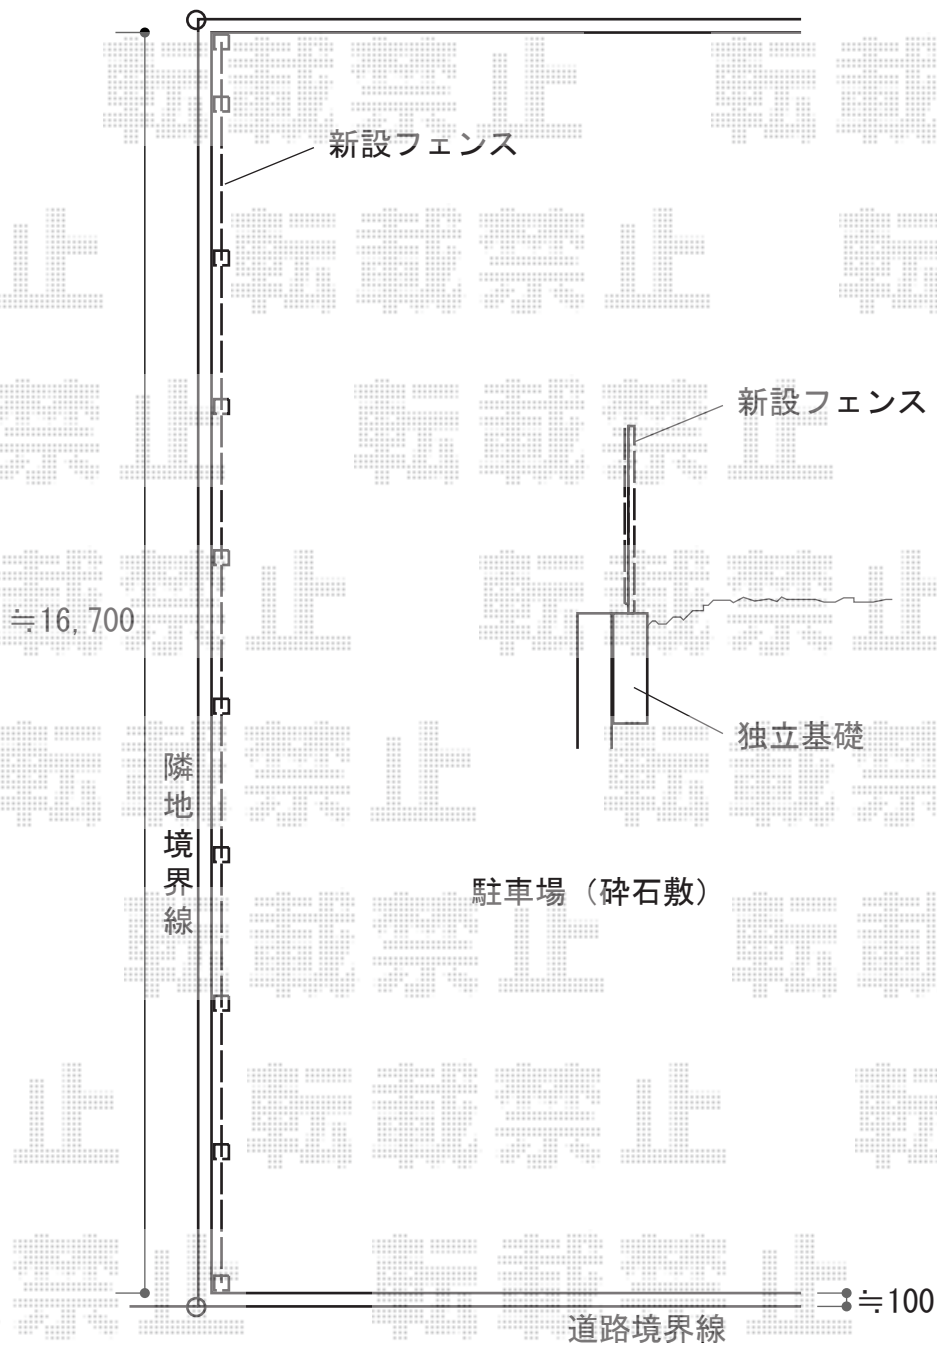 新設フェンス
新設フェンス
≒16,700
独立基礎
隣地境界線
駐車場（砕石敷）
≒100
道路境界線
転載禁止